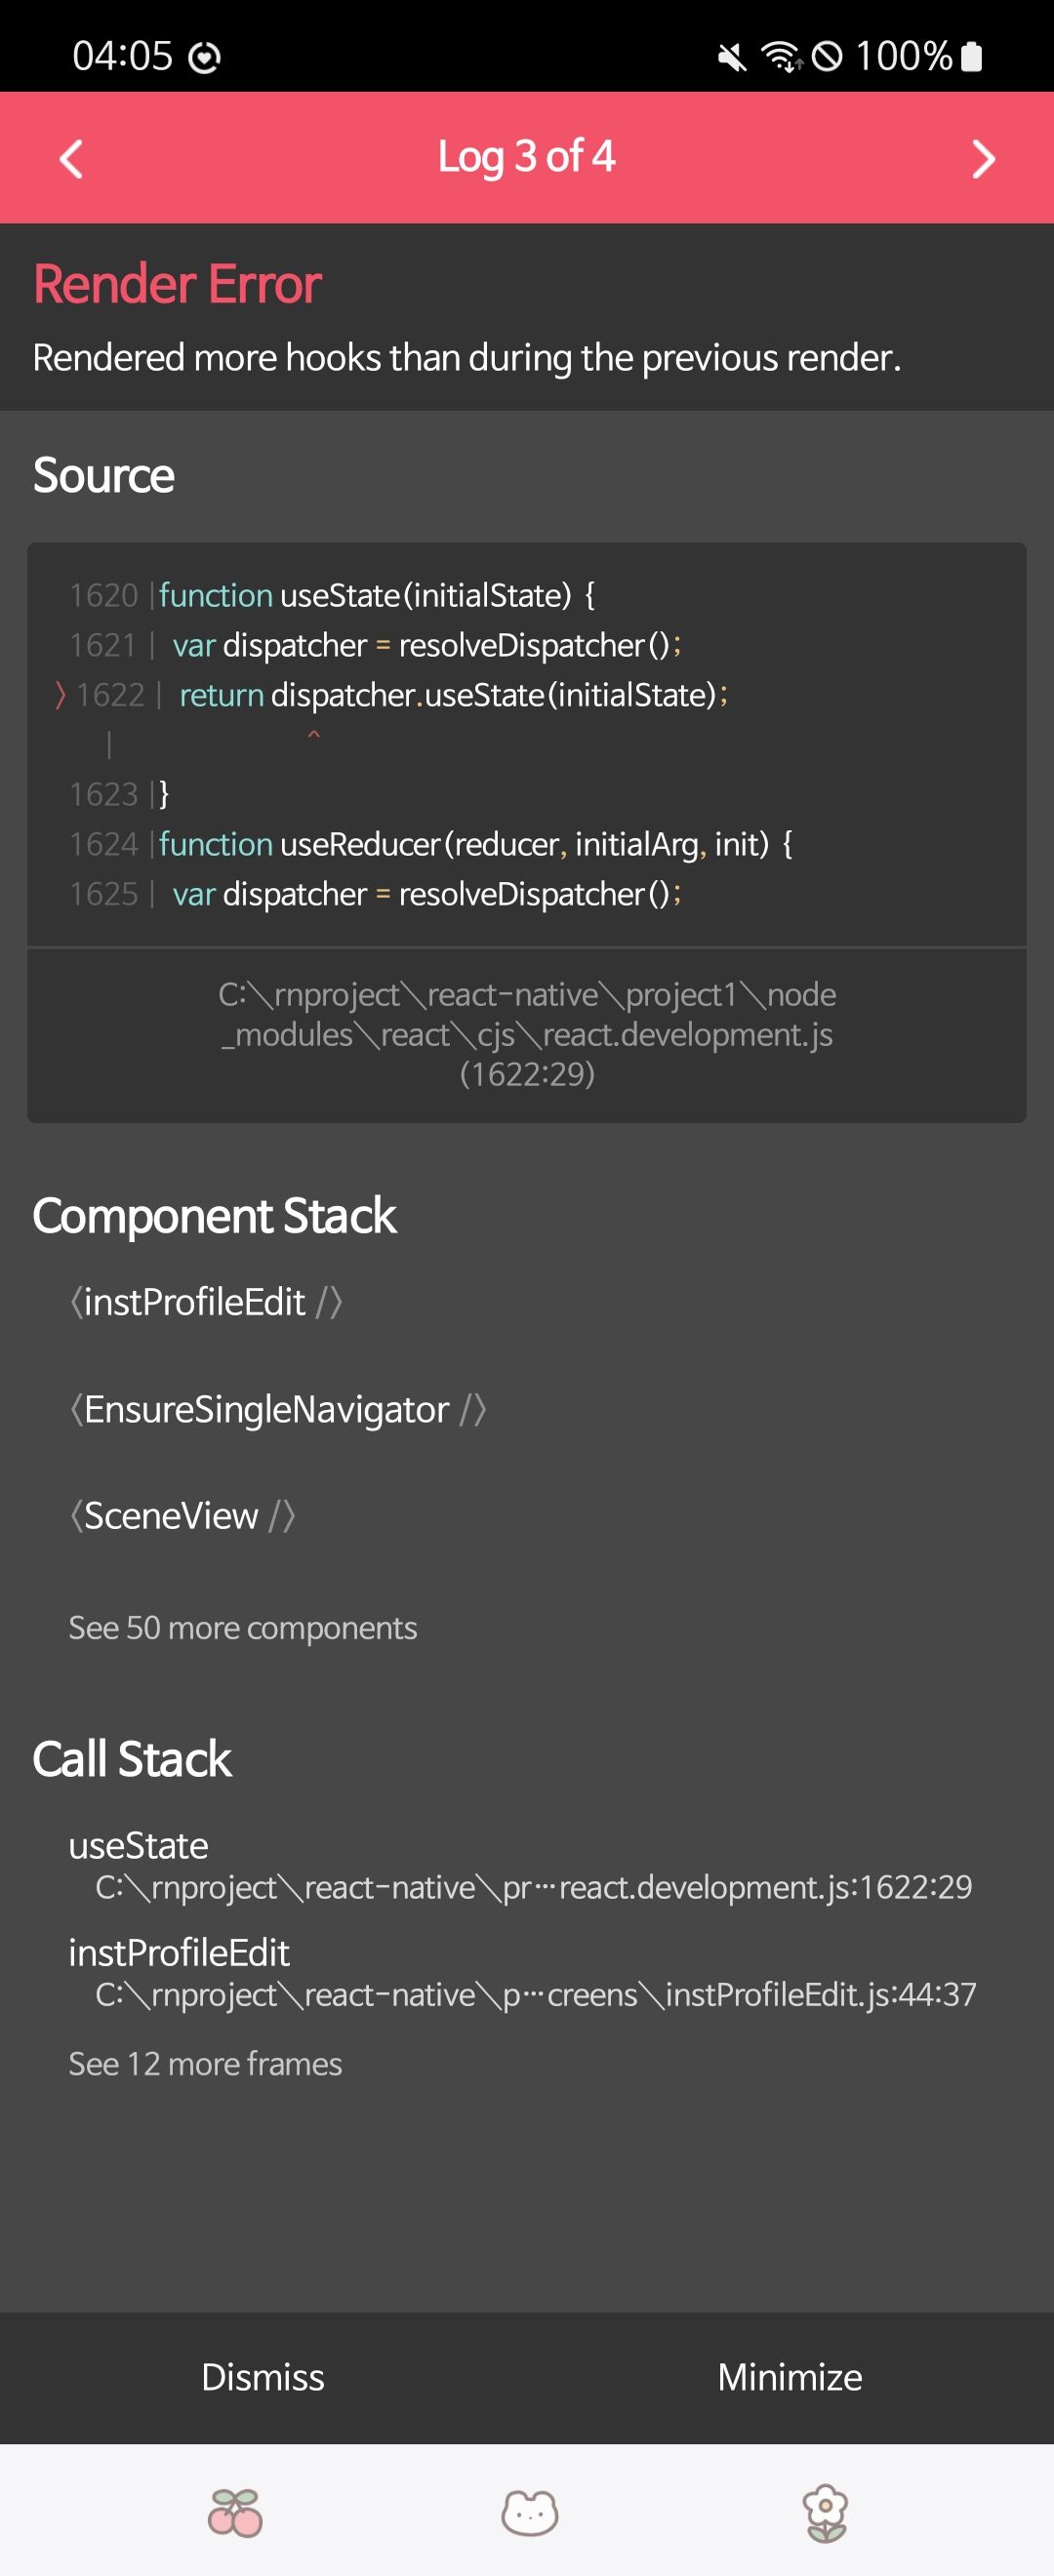 04:05 100%
Log 3 of 4
Render Error
Rendered more hooks than during the previous render.
Source
1620 |function useState(initialState) {
1621 |  var dispatcher = resolveDispatcher();
> 1622 |  return dispatcher.useState(initialState);
|                    ^
1623 |}
1624 |function useReducer(reducer, initialArg, init) {
1625 |  var dispatcher = resolveDispatcher();
C:\rnproject\react-native\project1\node
_modules\react\cjs\react.development.js
(1622:29)
Component Stack
<instProfileEdit />
<EnsureSingleNavigator />
<SceneView />
See 50 more components
Call Stack
useState
C:\rnproject\react-native\pr…react.development.js:1622:29
instProfileEdit
C:\rnproject\react-native\p…creens\instProfileEdit.js:44:37
See 12 more frames
Dismiss Minimize